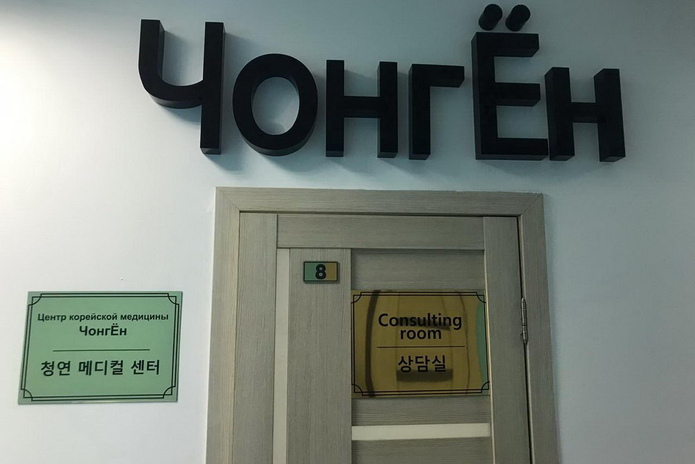 ЧОНГЁН
8
Consulting
room
상담실
Центр корейской медицины
ЧонгЁн
청연 메디컬 센터